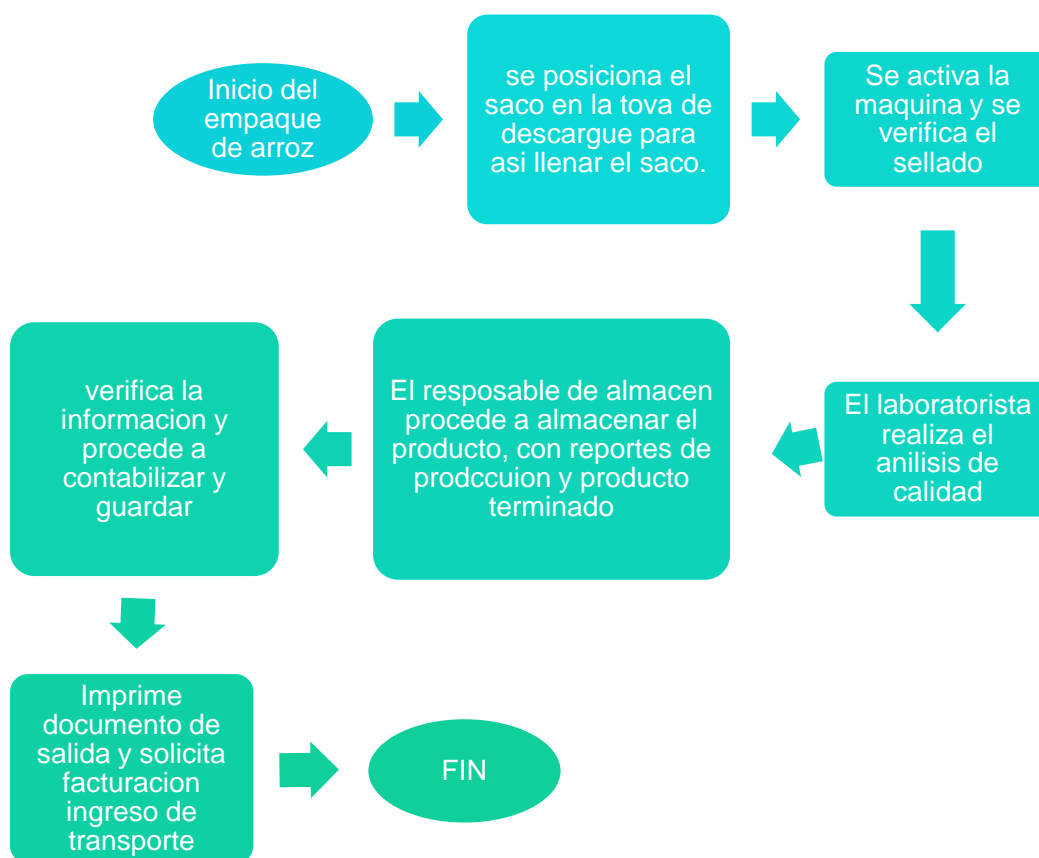 Inicio del
empaque
de arroz
se posiciona el
saco en la tova de
descargue para
asi llenar el saco.
Se activa la
maquina y se
verifica el
sellado
El laboratorista
realiza el
anilisis de
calidad
El resposable de almacen
procede a almacenar el
producto, con reportes de
prodccuion y producto
terminado
verifica la
informacion y
procede a
contabilizar y
guardar
Imprime
documento de
salida y solicita
facturacion
ingreso de
transporte
FIN